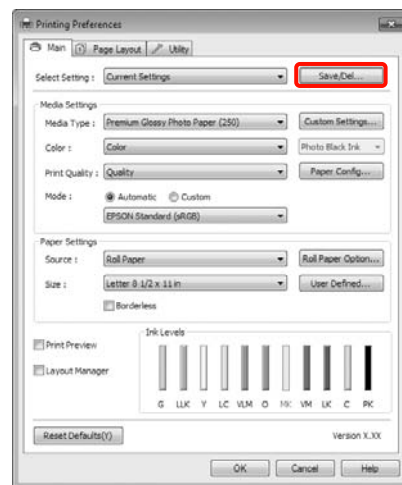 Printing Preferences
Main Page Layout Utility
Select Setting : Current Settings Save/Del...
Media Settings
Media Type : Premium Glossy Photo Paper (250) Custom Settings...
Color : Color Photo Black Ink
Print Quality : Quality Paper Config...
Mode : Automatic Custom
EPSON Standard (sRGB)
Paper Settings
Source : Roll Paper Roll Paper Option...
Size : Letter 8 1/2 x 11 in User Defined...
Borderless
Ink Levels
Print Preview
Layout Manager
G LLK Y LC VLM O MK VM LK C PK
Reset Defaults(Y) Version X.XX
OK Cancel Help